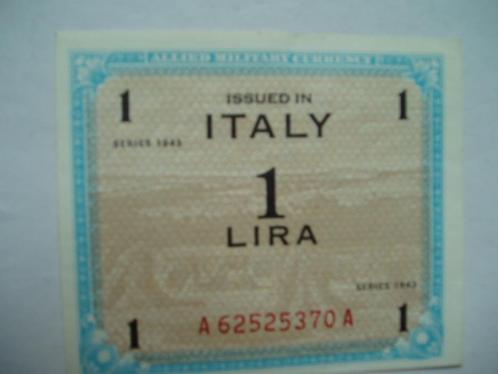 ALLIED MILITARY CURRENCY
1 ISSUED IN 1
ITALY
SERIES 1943
1
LIRA
SERIES 1943
1 A 62525370 A 1